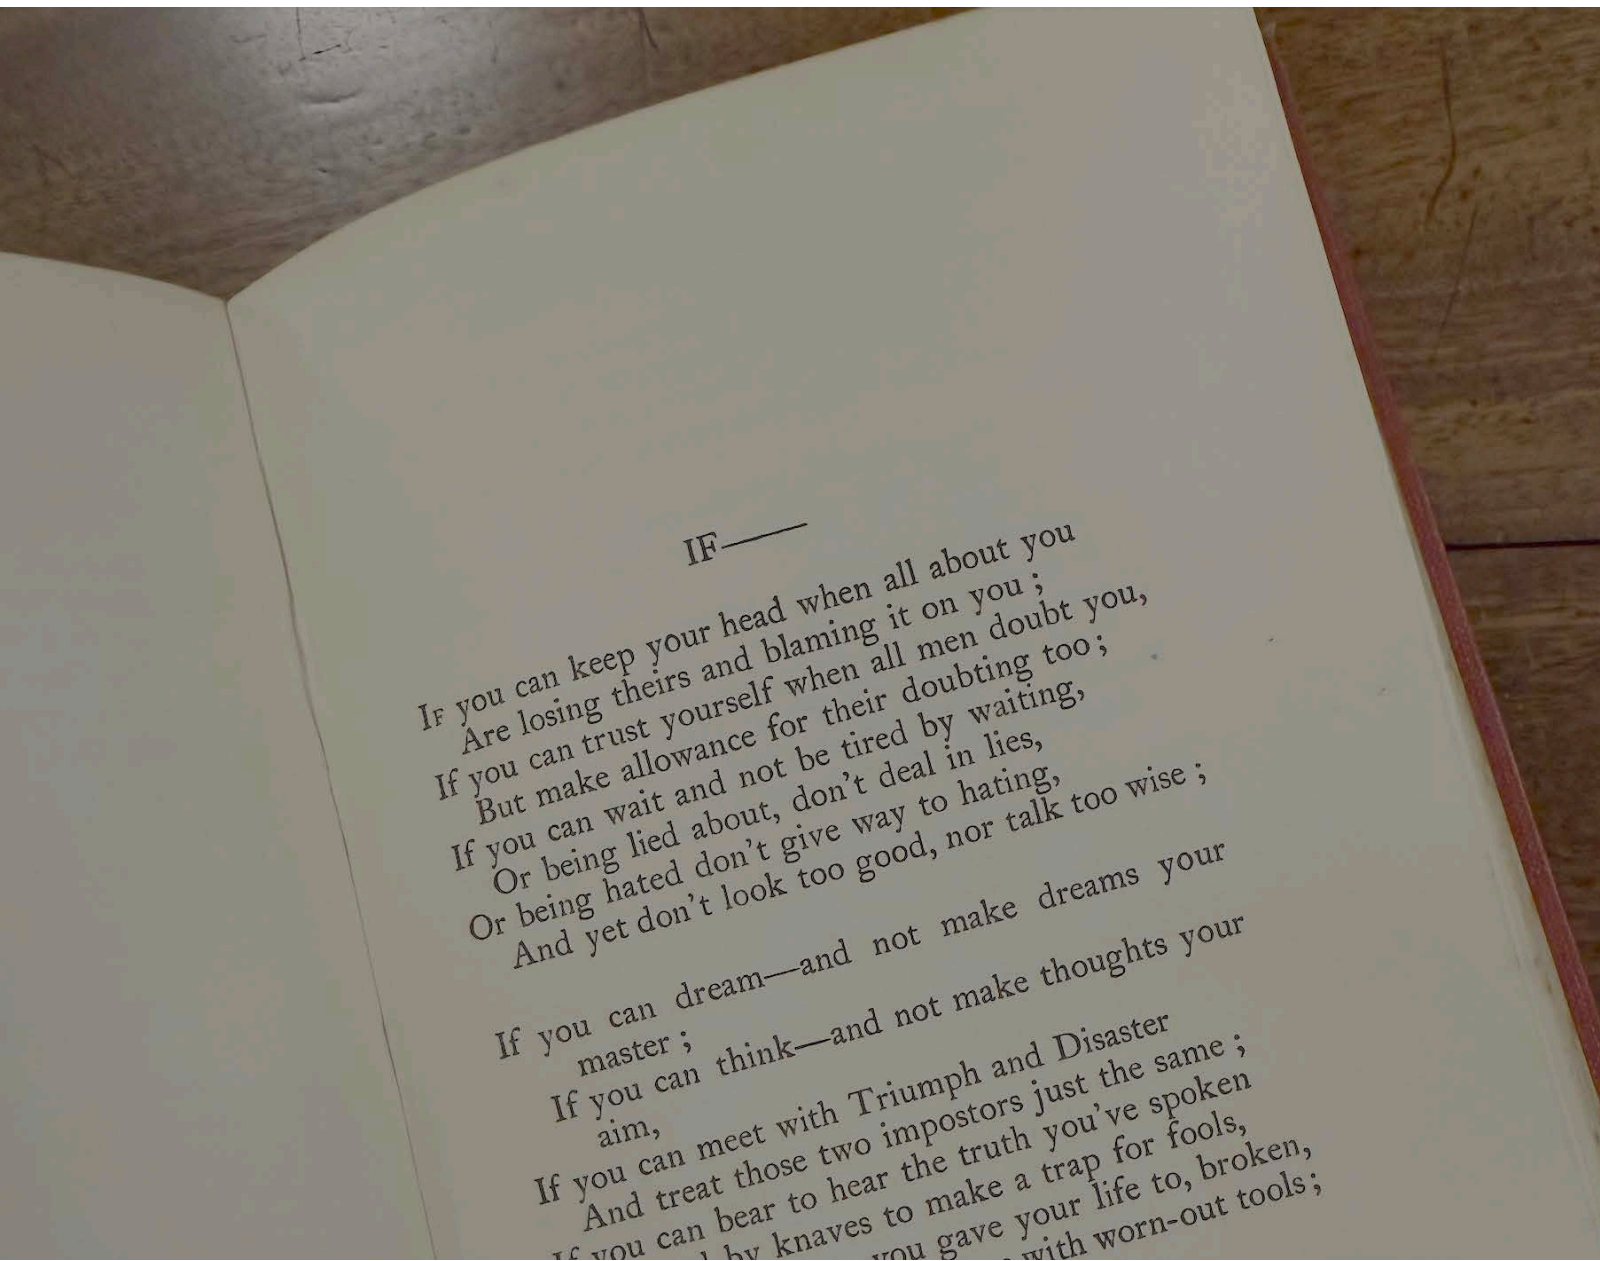 IF——
IF you can keep your head when all about you
Are losing theirs and blaming it on you ;
If you can trust yourself when all men doubt you,
But make allowance for their doubting too ;
If you can wait and not be tired by waiting,
Or being lied about, don't deal in lies,
Or being hated don't give way to hating,
And yet don't look too good, nor talk too wise ;
If you can dream—and not make dreams your
master ;
If you can think—and not make thoughts your
aim,
If you can meet with Triumph and Disaster
And treat those two impostors just the same ;
If you can bear to hear the truth you've spoken
by knaves to make a trap for fools,
you gave your life to, broken,
with worn-out tools ;